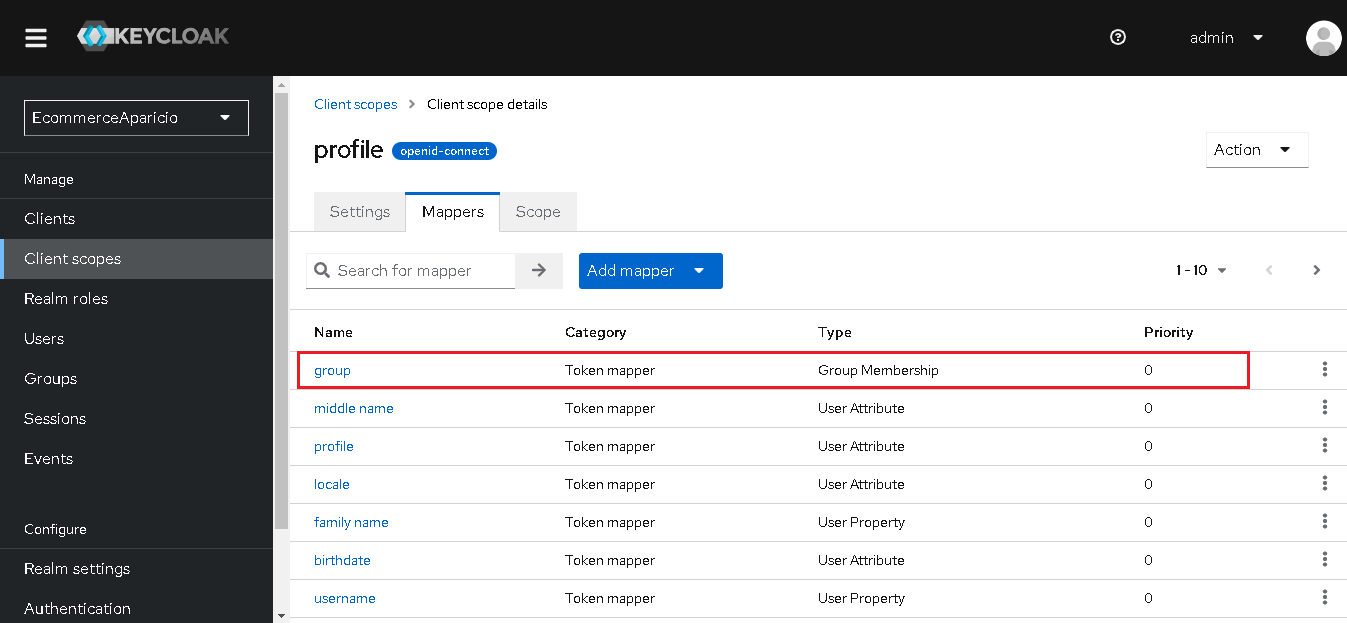 KEYCLOAK
admin
EcommerceAparicio
Manage
Clients
Client scopes
Realm roles
Users
Groups
Sessions
Events
Configure
Realm settings
Authentication
Client scopes > Client scope details
profile openid-connect
Action
Settings Mappers Scope
Search for mapper Add mapper 1 - 10
Name Category Type Priority
group Token mapper Group Membership 0
middle name Token mapper User Attribute 0
profile Token mapper User Attribute 0
locale Token mapper User Attribute 0
family name Token mapper User Property 0
birthdate Token mapper User Attribute 0
username Token mapper User Property 0